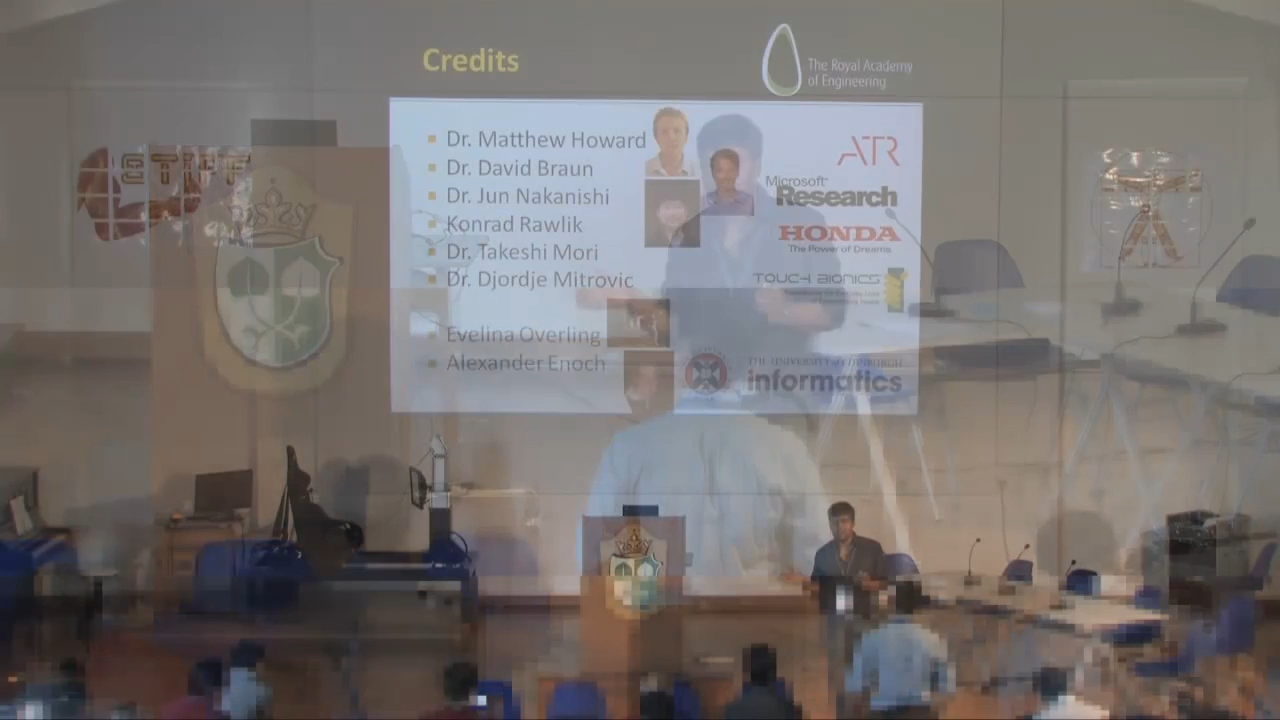 Credits
The Royal Academy
of Engineering
Dr. Matthew Howard
Dr. David Braun
Dr. Jun Nakanishi
Konrad Rawlik
Dr. Takeshi Mori
Dr. Djordje Mitrovic
Evelina Overling
Alexander Enoch
ATR
Microsoft
Research
HONDA
The Power of Dreams
TOUCH BIONICS
THE UNIVERSITY OF EDINBURGH
informatics